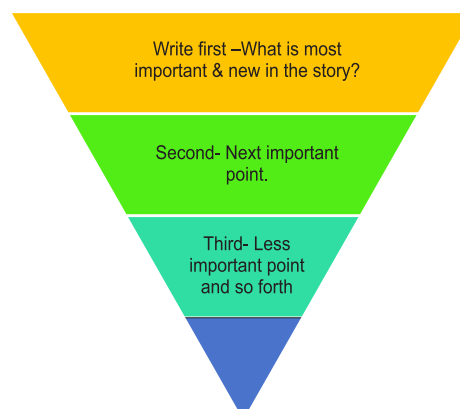 Write first –What is most
important & new in the story?
Second- Next important
point.
Third- Less
important point
and so forth